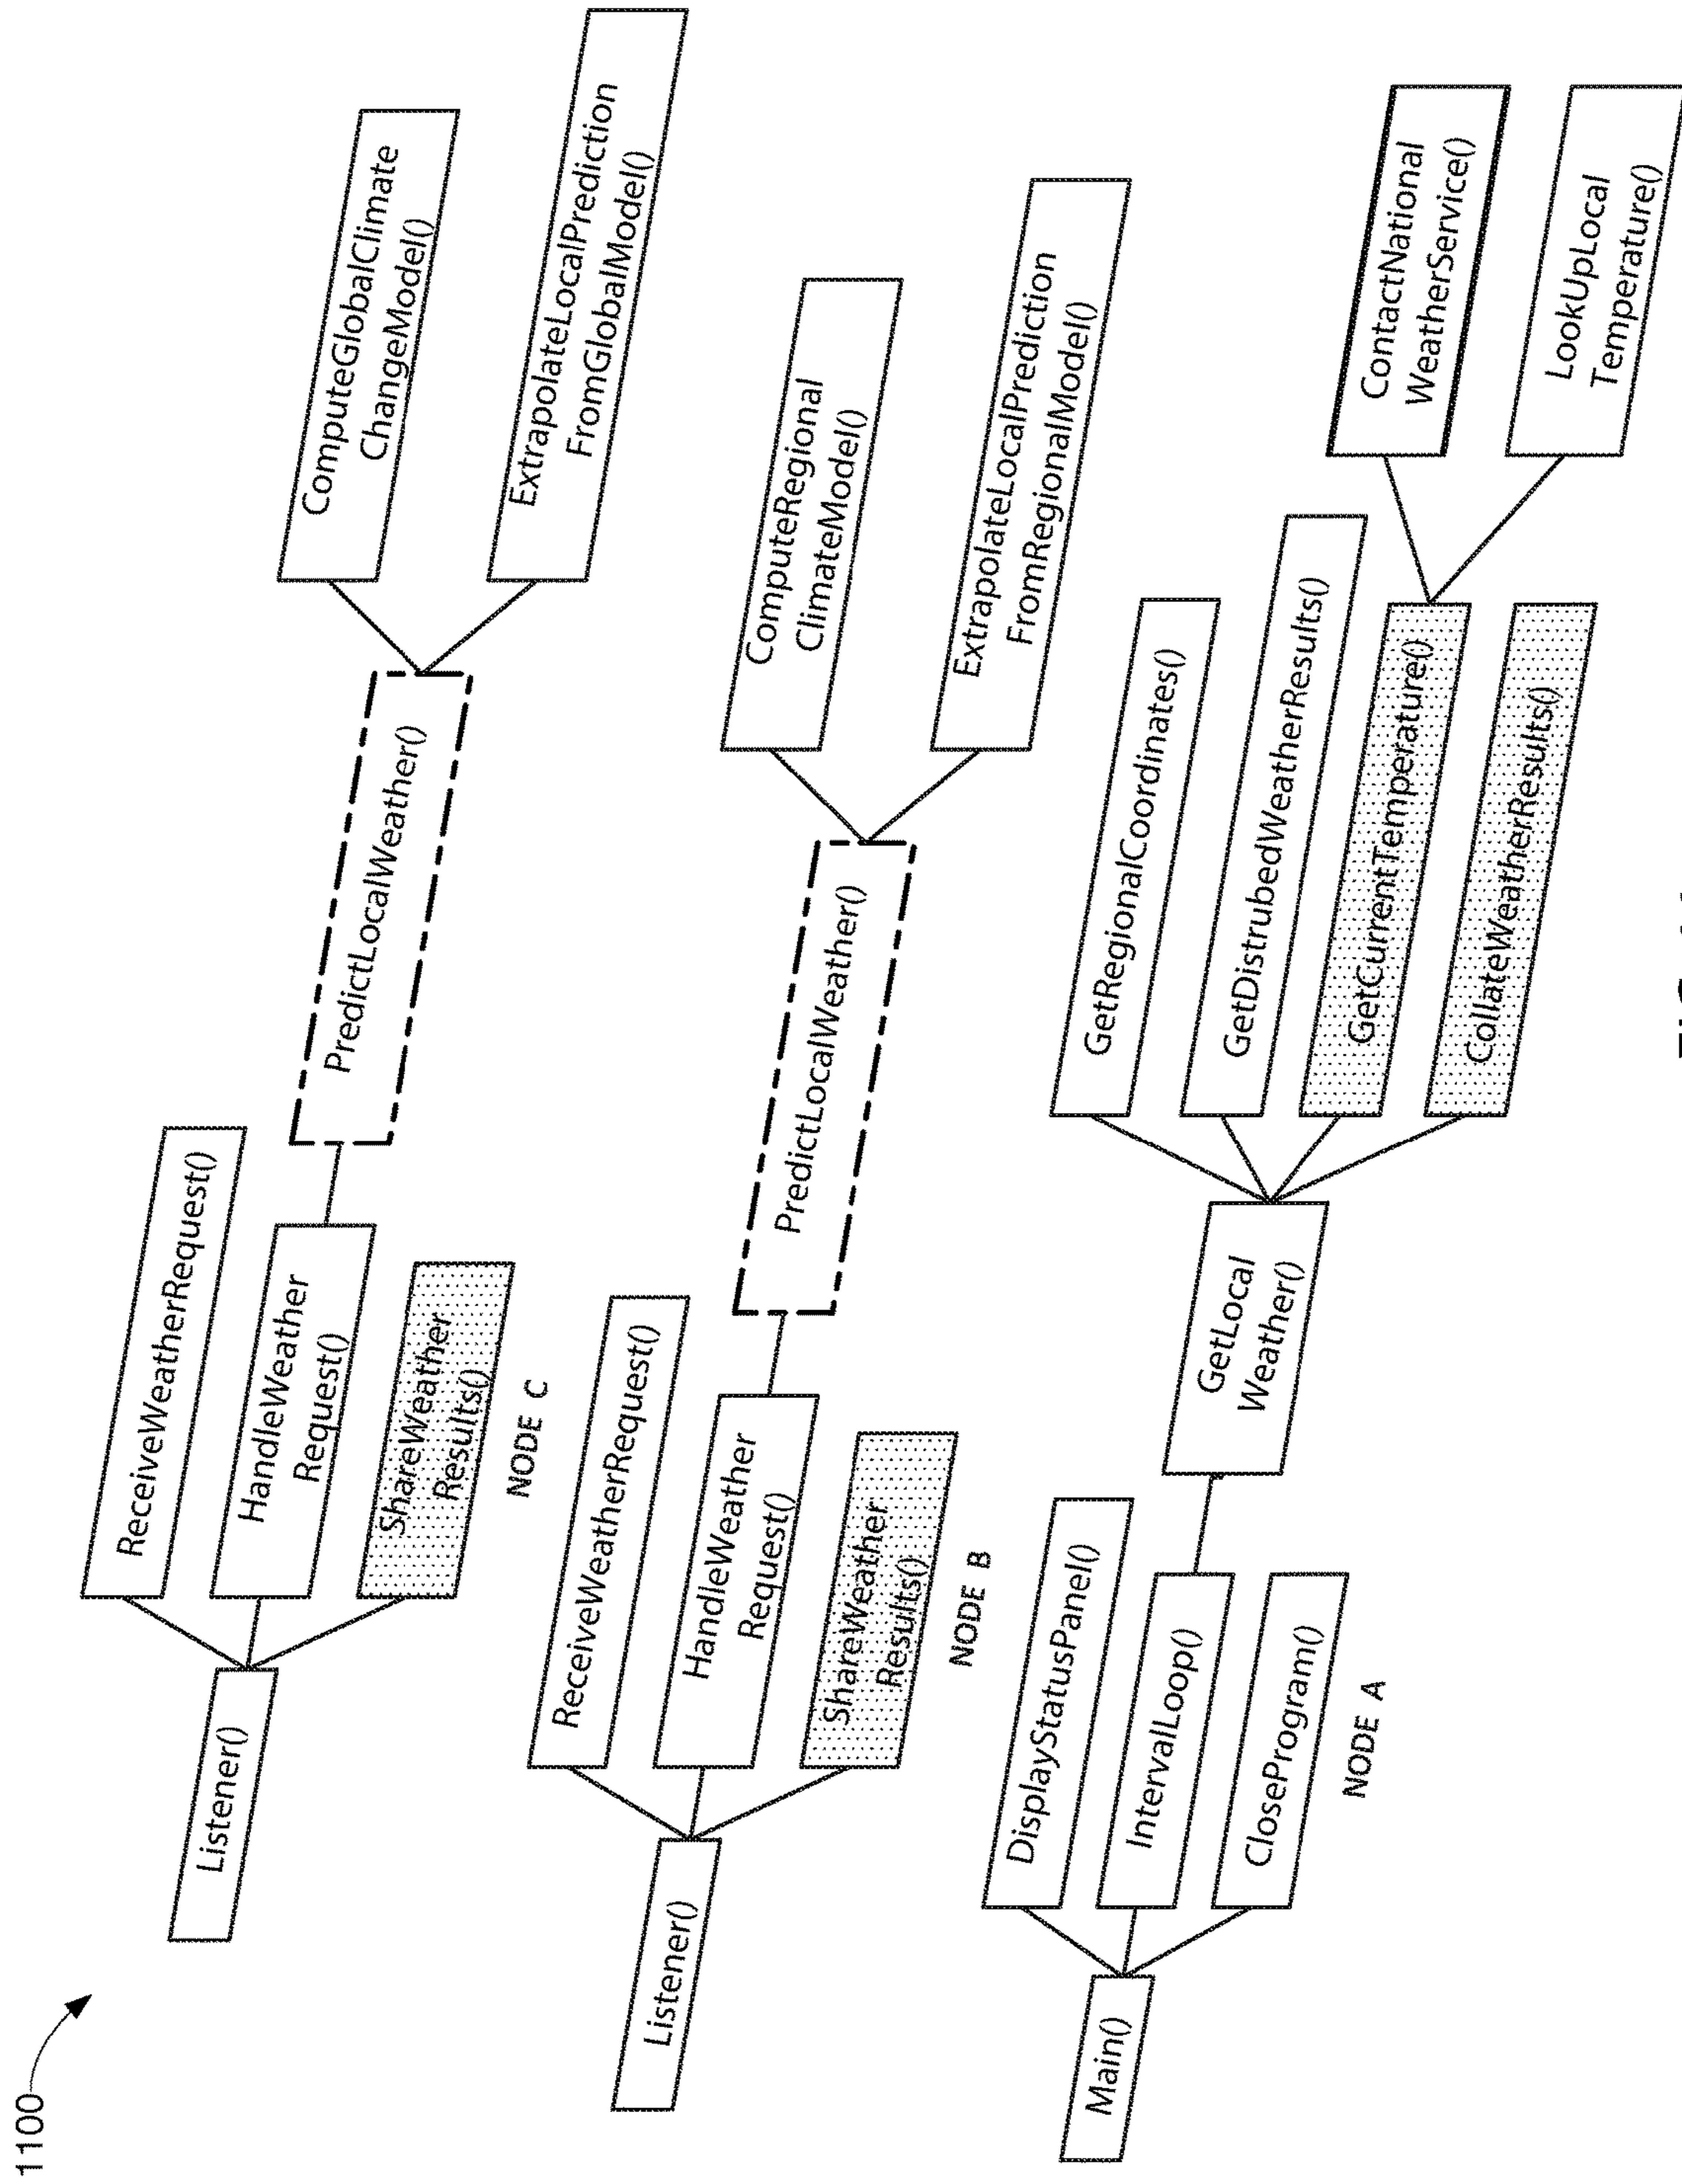 1100
Listener()
ReceiveWeatherRequest()
HandleWeather
Request()
ShareWeather
Results()
NODE C
PredictLocalWeather()
ComputeGlobalClimate
ChangeModel()
ExtrapolateLocalPrediction
FromGlobalModel()
Listener()
ReceiveWeatherRequest()
HandleWeather
Request()
ShareWeather
Results()
NODE B
PredictLocalWeather()
ComputeRegional
ClimateModel()
ExtrapolateLocalPrediction
FromRegionalModel()
Main()
DisplayStatusPanel()
IntervalLoop()
CloseProgram()
NODE A
GetLocal
Weather()
GetRegionalCoordinates()
GetDistrubedWeatherResults()
GetCurrentTemperature()
CollateWeatherResults()
ContactNational
WeatherService()
LookUpLocal
Temperature()